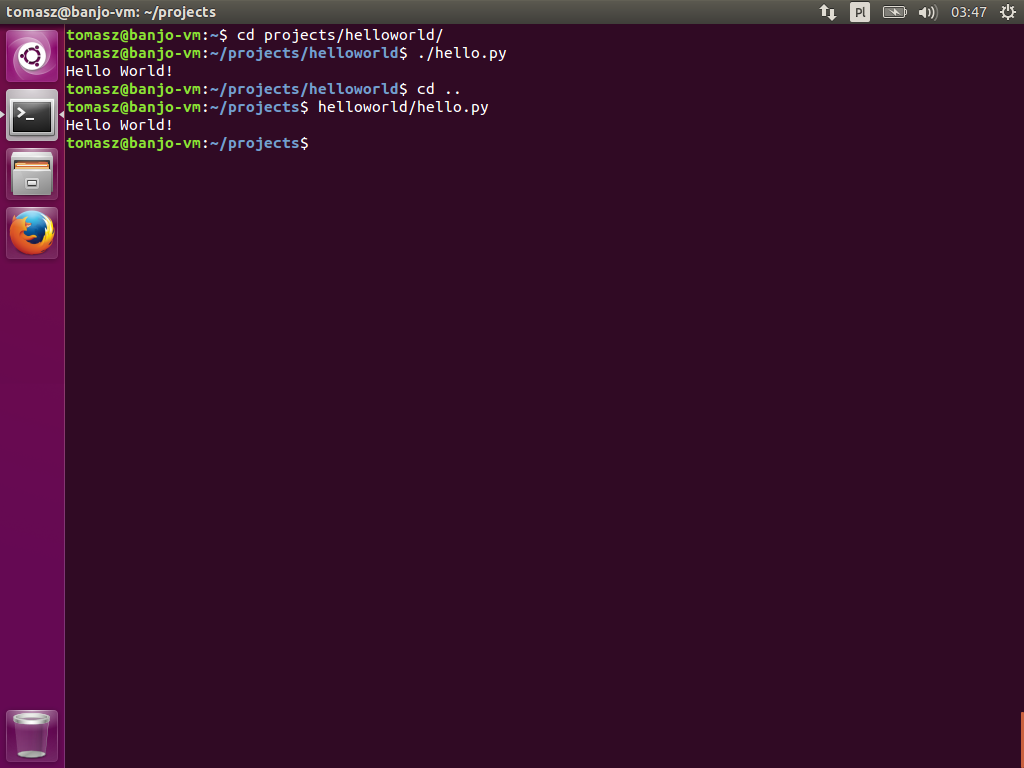 tomasz@banjo-vm: ~/projects
Pl
03:47
tomasz@banjo-vm:~$ cd projects/helloworld/
tomasz@banjo-vm:~/projects/helloworld$ ./hello.py
Hello World!
tomasz@banjo-vm:~/projects/helloworld$ cd ..
tomasz@banjo-vm:~/projects$ helloworld/hello.py
Hello World!
tomasz@banjo-vm:~/projects$